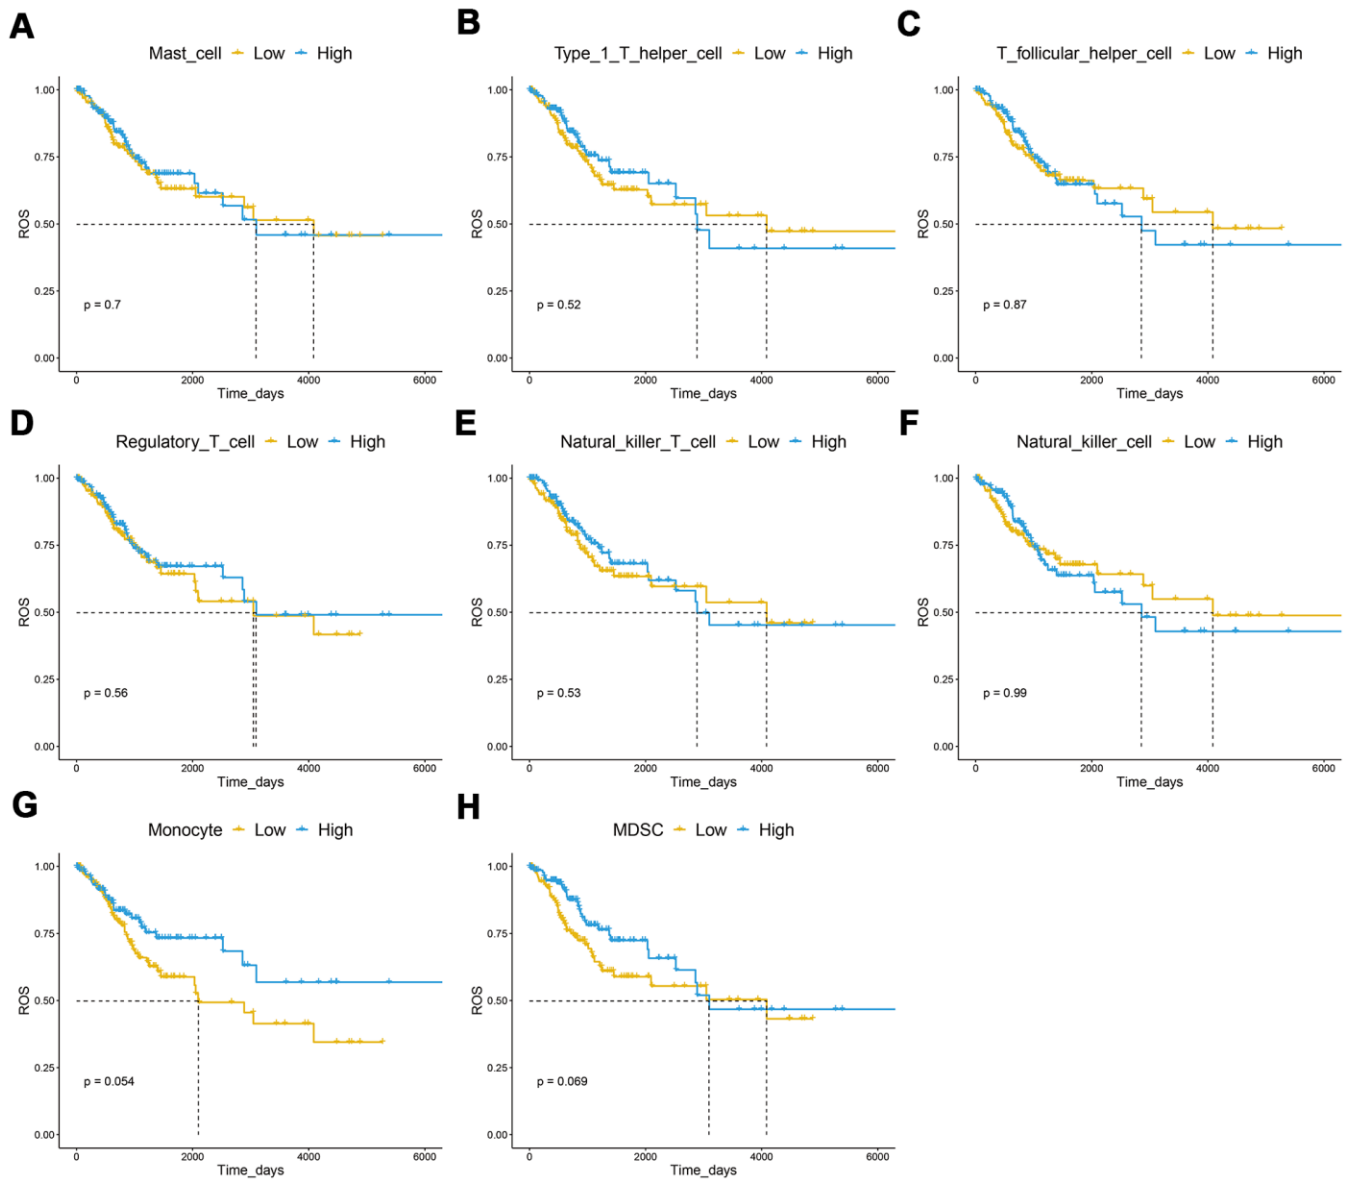 A
Mast_cell Low High
ROS
1.00
0.75
0.50
0.25
0.00
p = 0.7
0 2000 4000 6000
Time_days
B
Type_1_T_helper_cell Low High
ROS
1.00
0.75
0.50
0.25
0.00
p = 0.52
0 2000 4000 6000
Time_days
C
T_follicular_helper_cell Low High
ROS
1.00
0.75
0.50
0.25
0.00
p = 0.87
0 2000 4000 6000
Time_days
D
Regulatory_T_cell Low High
ROS
1.00
0.75
0.50
0.25
0.00
p = 0.56
0 2000 4000 6000
Time_days
E
Natural_killer_T_cell Low High
ROS
1.00
0.75
0.50
0.25
0.00
p = 0.53
0 2000 4000 6000
Time_days
F
Natural_killer_cell Low High
ROS
1.00
0.75
0.50
0.25
0.00
p = 0.99
0 2000 4000 6000
Time_days
G
Monocyte Low High
ROS
1.00
0.75
0.50
0.25
0.00
p = 0.054
0 2000 4000 6000
Time_days
H
MDSC Low High
ROS
1.00
0.75
0.50
0.25
0.00
p = 0.069
0 2000 4000 6000
Time_days